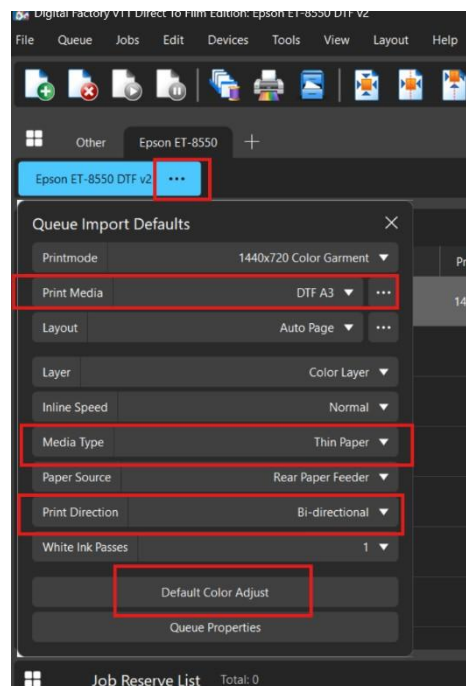 Digital Factory v11 Direct To Film Edition: Epson ET-8550 DTF v2
File Queue Jobs Edit Devices Tools View Layout Help
Other Epson ET-8550
Epson ET-8550 DTF v2
Queue Import Defaults
Printmode 1440x720 Color Garment
Pr
Print Media DTF A3
14
Layout Auto Page
Layer Color Layer
Inline Speed Normal
Media Type Thin Paper
Paper Source Rear Paper Feeder
Print Direction Bi-directional
White Ink Passes 1
Default Color Adjust
Queue Properties
Job Reserve List Total: 0